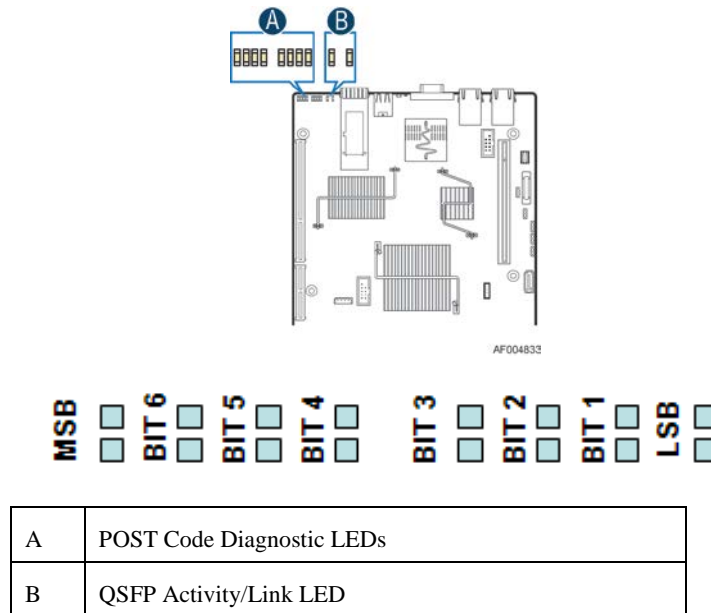 A B
AF004833
MSB BIT 6 BIT 5 BIT 4 BIT 3 BIT 2 BIT 1 LSB
A POST Code Diagnostic LEDs
B QSFP Activity/Link LED